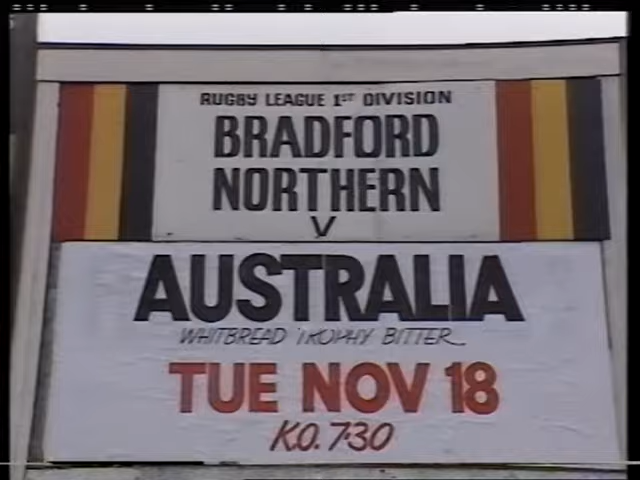 RUGBY LEAGUE 1ST DIVISION
BRADFORD
NORTHERN
V
AUSTRALIA
WHITBREAD TROPHY BITTER
TUE NOV 18
K.O. 7·30